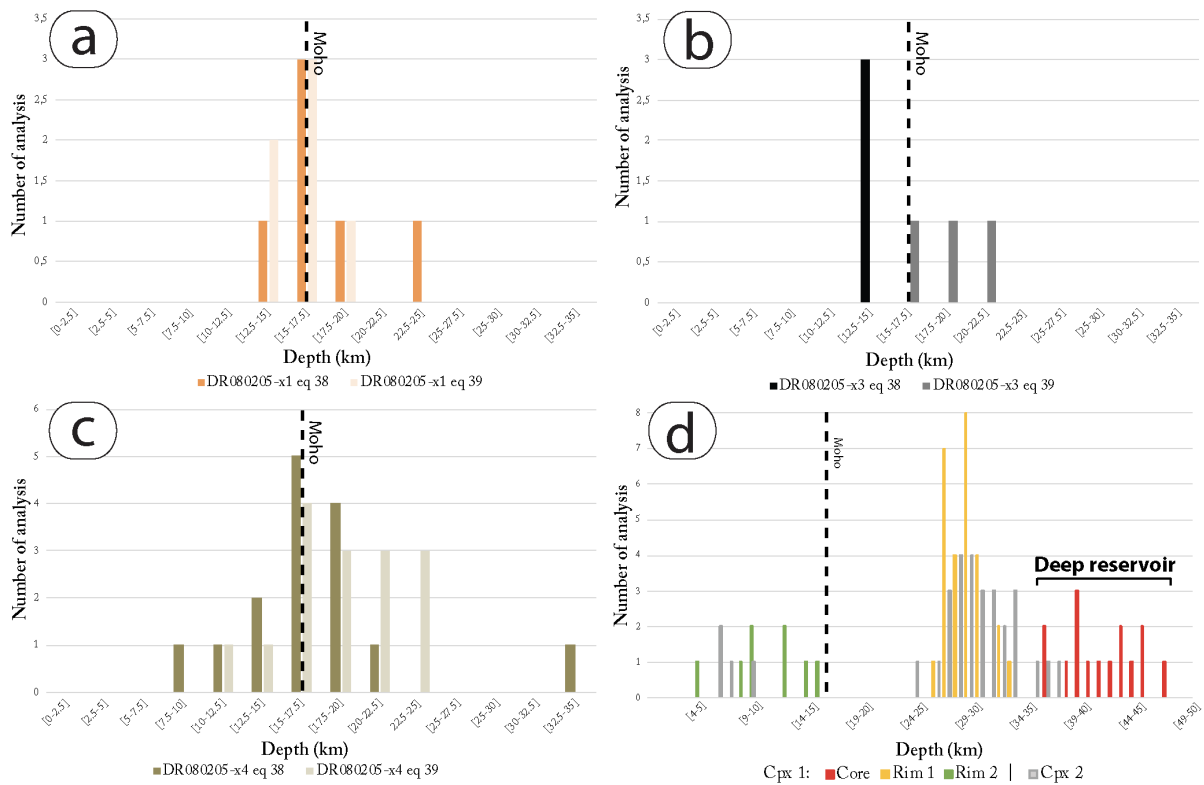 a
Number of analysis
3,5
3
2,5
2
1,5
1
0,5
0
Moho
[0-2.5] [2.5-5] [5-7.5] [7.5-10] [10-12.5] [12.5-15] [15-17.5] [17.5-20] [20-22.5] 22.5-25] [25-27.5] [25-30] [30-32.5] [32.5-35]
Depth (km)
DR080205-x1 eq 38 DR080205-x1 eq 39
b
Number of analysis
3,5
3
2,5
2
1,5
1
0,5
0
Moho
[0-2.5] [2.5-5] [5-7.5] [7.5-10] [10-12.5] [12.5-15] [15-17.5] [17.5-20] [20-22.5] 22.5-25] [25-27.5] [25-30] [30-32.5] [32.5-35]
Depth (km)
DR080205-x3 eq 38 DR080205-x3 eq 39
c
Number of analysis
6
5
4
3
2
1
0
Moho
[0-2.5] [2.5-5] [5-7.5] [7.5-10] [10-12.5] [12.5-15] [15-17.5] [17.5-20] [20-22.5] 22.5-25] [25-27.5] [25-30] [30-32.5] [32.5-35]
Depth (km)
DR080205-x4 eq 38 DR080205-x4 eq 39
d
Number of analysis
8
7
6
5
4
3
2
1
0
Moho
Deep reservoir
[4-5] [9-10] [14-15] [19-20] [24-25] [29-30] [34-35] [39-40] [44-45] [49-50]
Depth (km)
Cpx 1: Core Rim 1 Rim 2 | Cpx 2